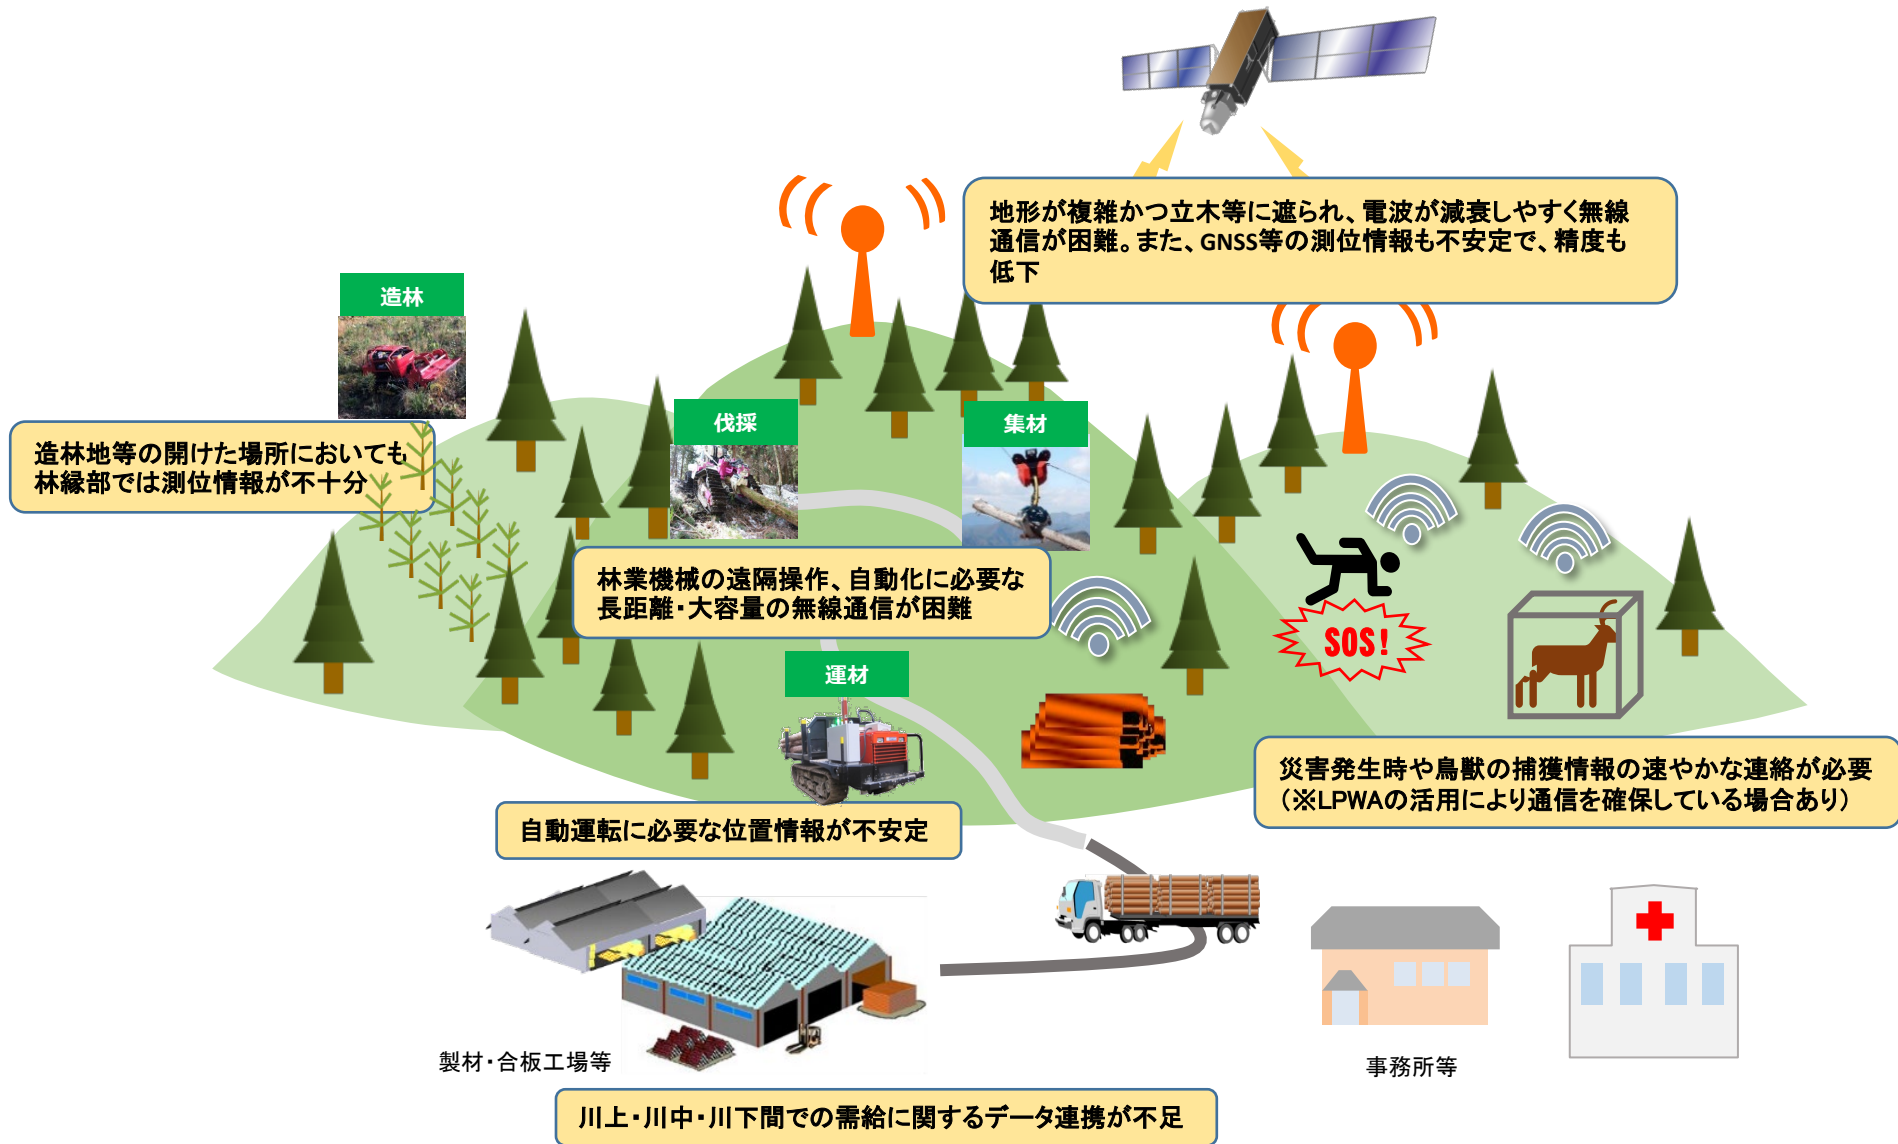 地形が複雑かつ立木等に遮られ、電波が減衰しやすく無線
通信が困難。また、GNSS等の測位情報も不安定で、精度も
低下
造林
造林地等の開けた場所においても
林縁部では測位情報が不十分
伐採
集材
林業機械の遠隔操作、自動化に必要な
長距離・大容量の無線通信が困難
SOS!
運材
災害発生時や鳥獣の捕獲情報の速やかな連絡が必要
（※LPWAの活用により通信を確保している場合あり）
自動運転に必要な位置情報が不安定
製材・合板工場等
事務所等
川上・川中・川下間での需給に関するデータ連携が不足